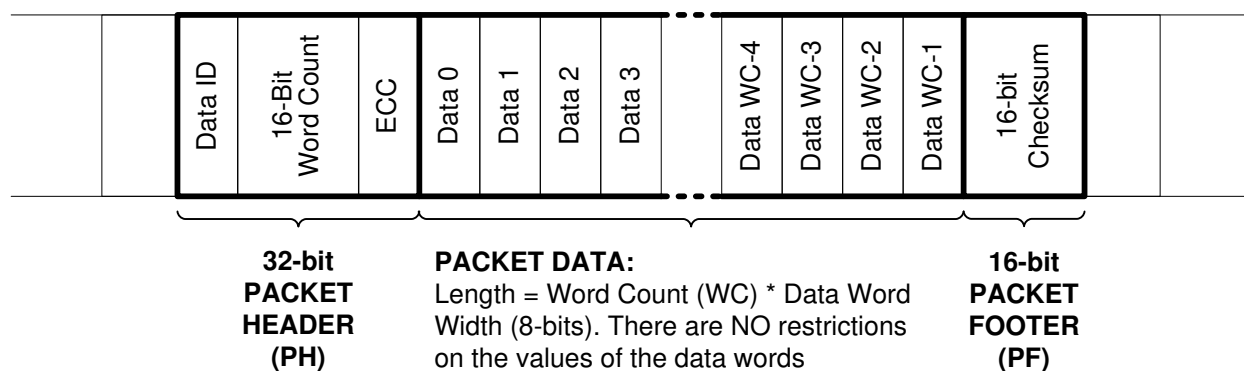 Data ID
16-Bit
Word Count
ECC
Data 0
Data 1
Data 2
Data 3
Data WC-4
Data WC-3
Data WC-2
Data WC-1
16-bit
Checksum
32-bit
PACKET
HEADER
(PH)
PACKET DATA:
Length = Word Count (WC) * Data Word
Width (8-bits). There are NO restrictions
on the values of the data words
16-bit
PACKET
FOOTER
(PF)